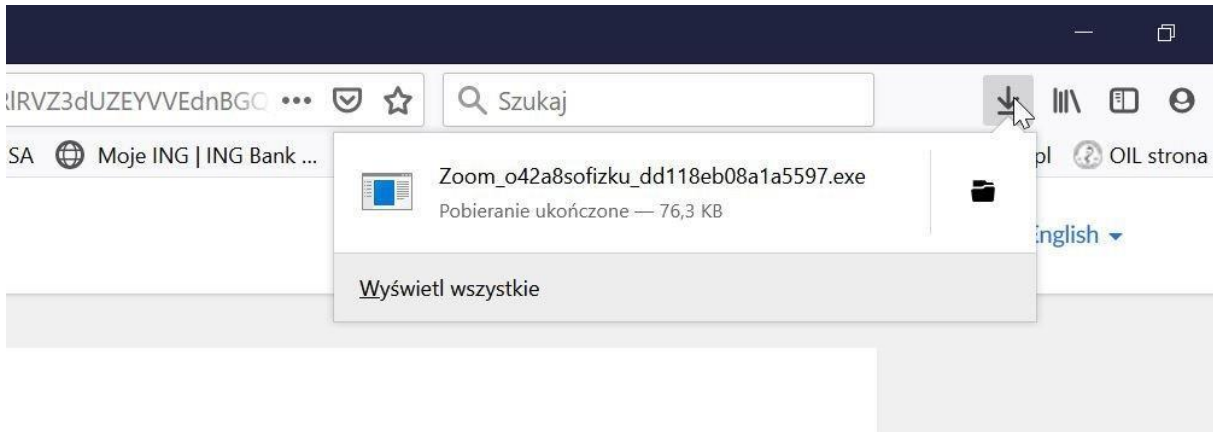 Szukaj
SA Moje ING | ING Bank ... pl OIL strona
Zoom_o42a8sofizku_dd118eb08a1a5597.exe
Pobieranie ukończone — 76,3 KB
English
Wyświetl wszystkie